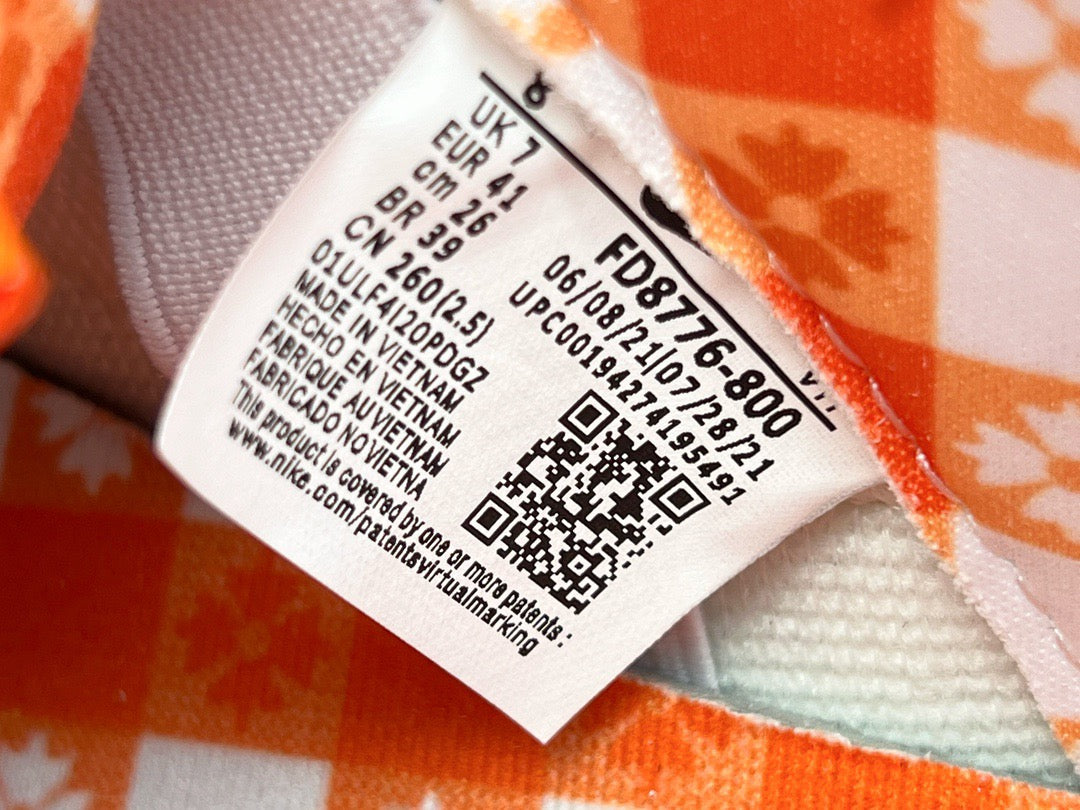 UK 7
EUR 41
cm 26
BR 39
CN 260(2.5)
01ULF4I20PDGZ
MADE IN VIETNAM
HECHO EN VIETNAM
FABRIQUE AU VIETNAM
FABRICADO NO VIETNA
This product is covered by one or more patents:
www.nike.com/patentsvirtualmarking
FD8776-800
06/08/21|07/28/21
UPC00194274195491